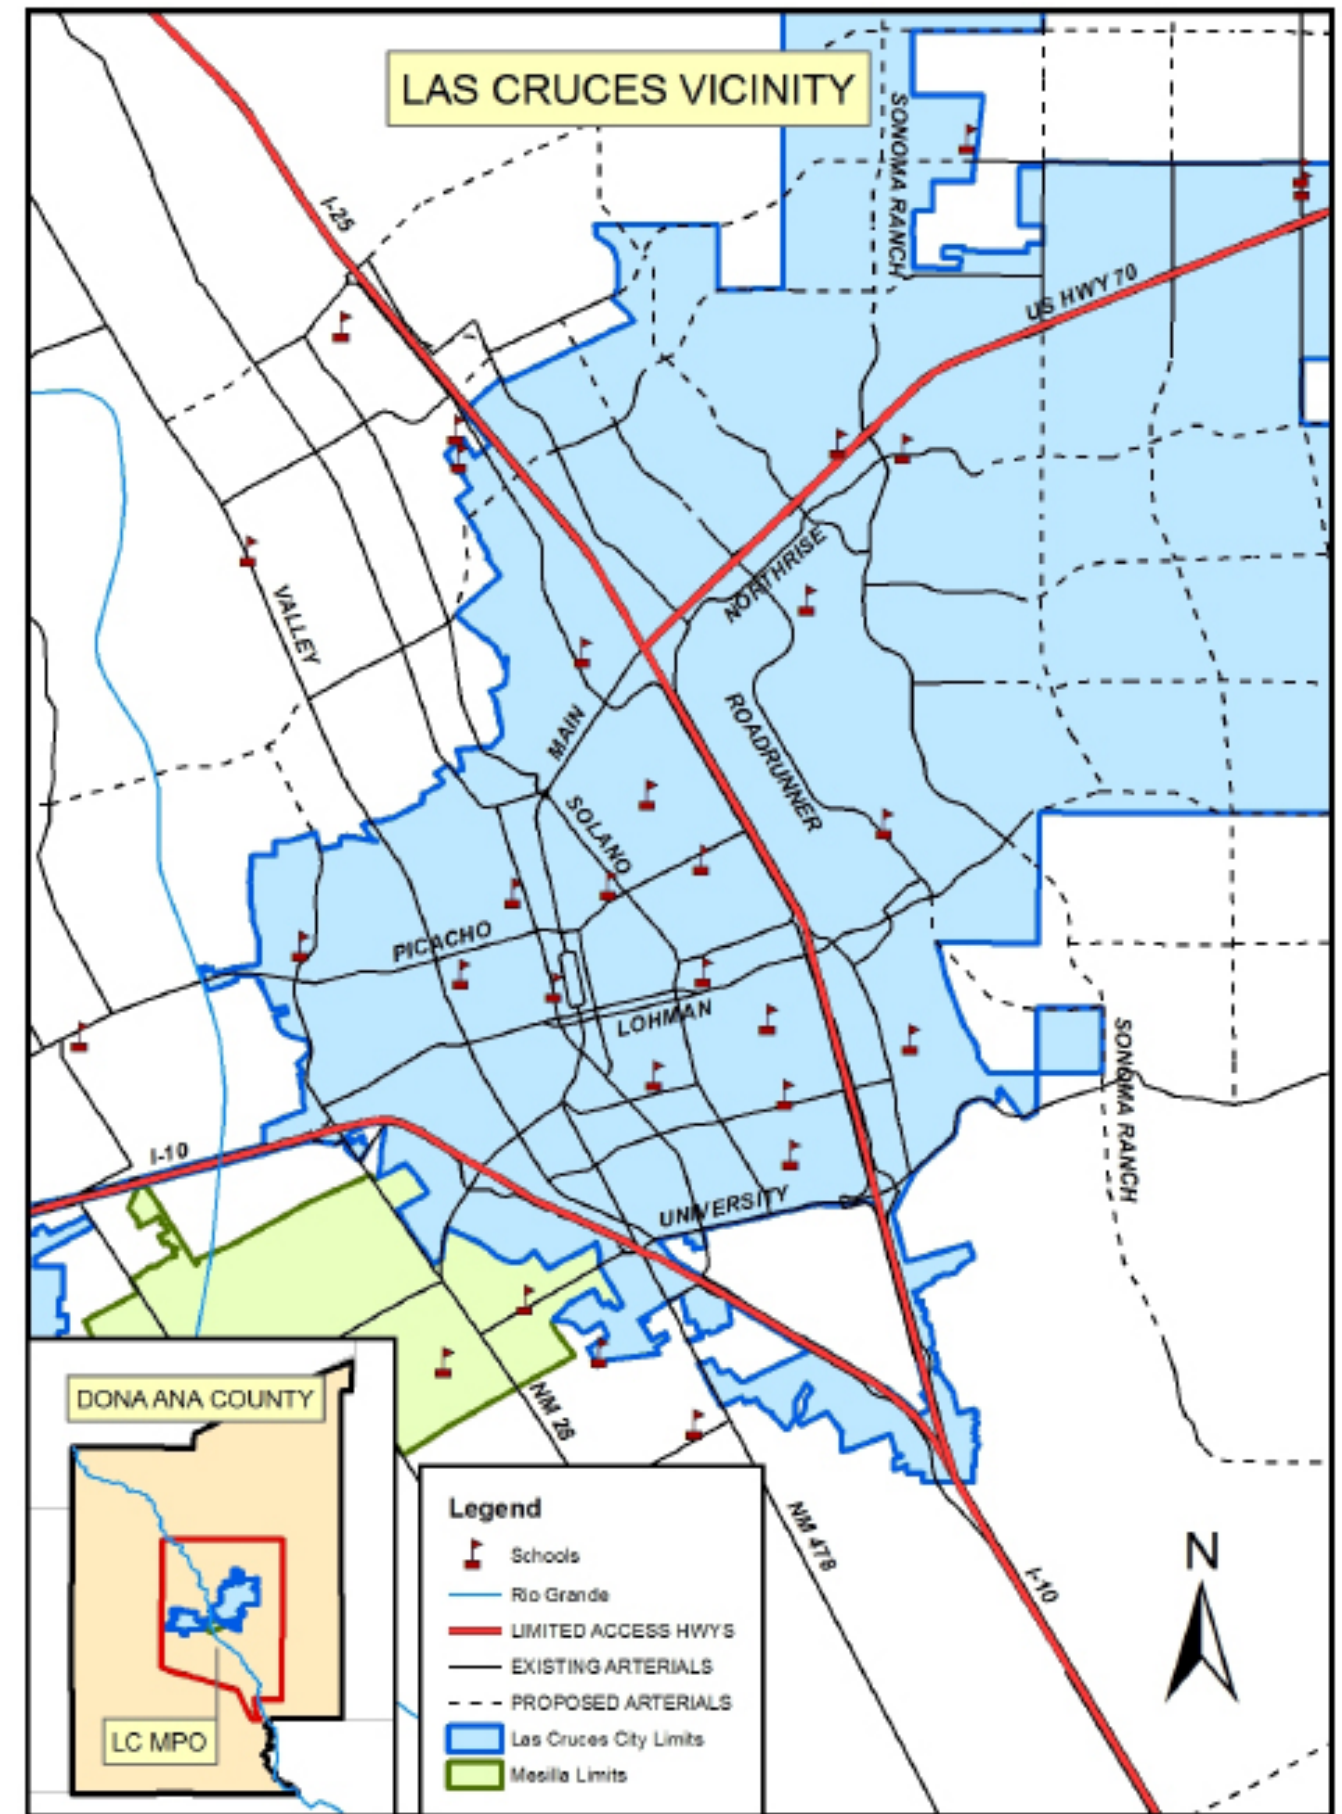 LAS CRUCES VICINITY
SONOMA RANCH
I-25
US HWY 70
NORTHRISE
VALLEY
ROADRUNNER
MAIN
SOLANO
PICACHO
LOHMAN
SONOMA RANCH
I-10
UNIVERSITY
NM 28
NM 478
I-10
N
DONA ANA COUNTY
LC MPO
Legend
Schools
Rio Grande
LIMITED ACCESS HWYS
EXISTING ARTERIALS
PROPOSED ARTERIALS
Las Cruces City Limits
Mesilla Limits